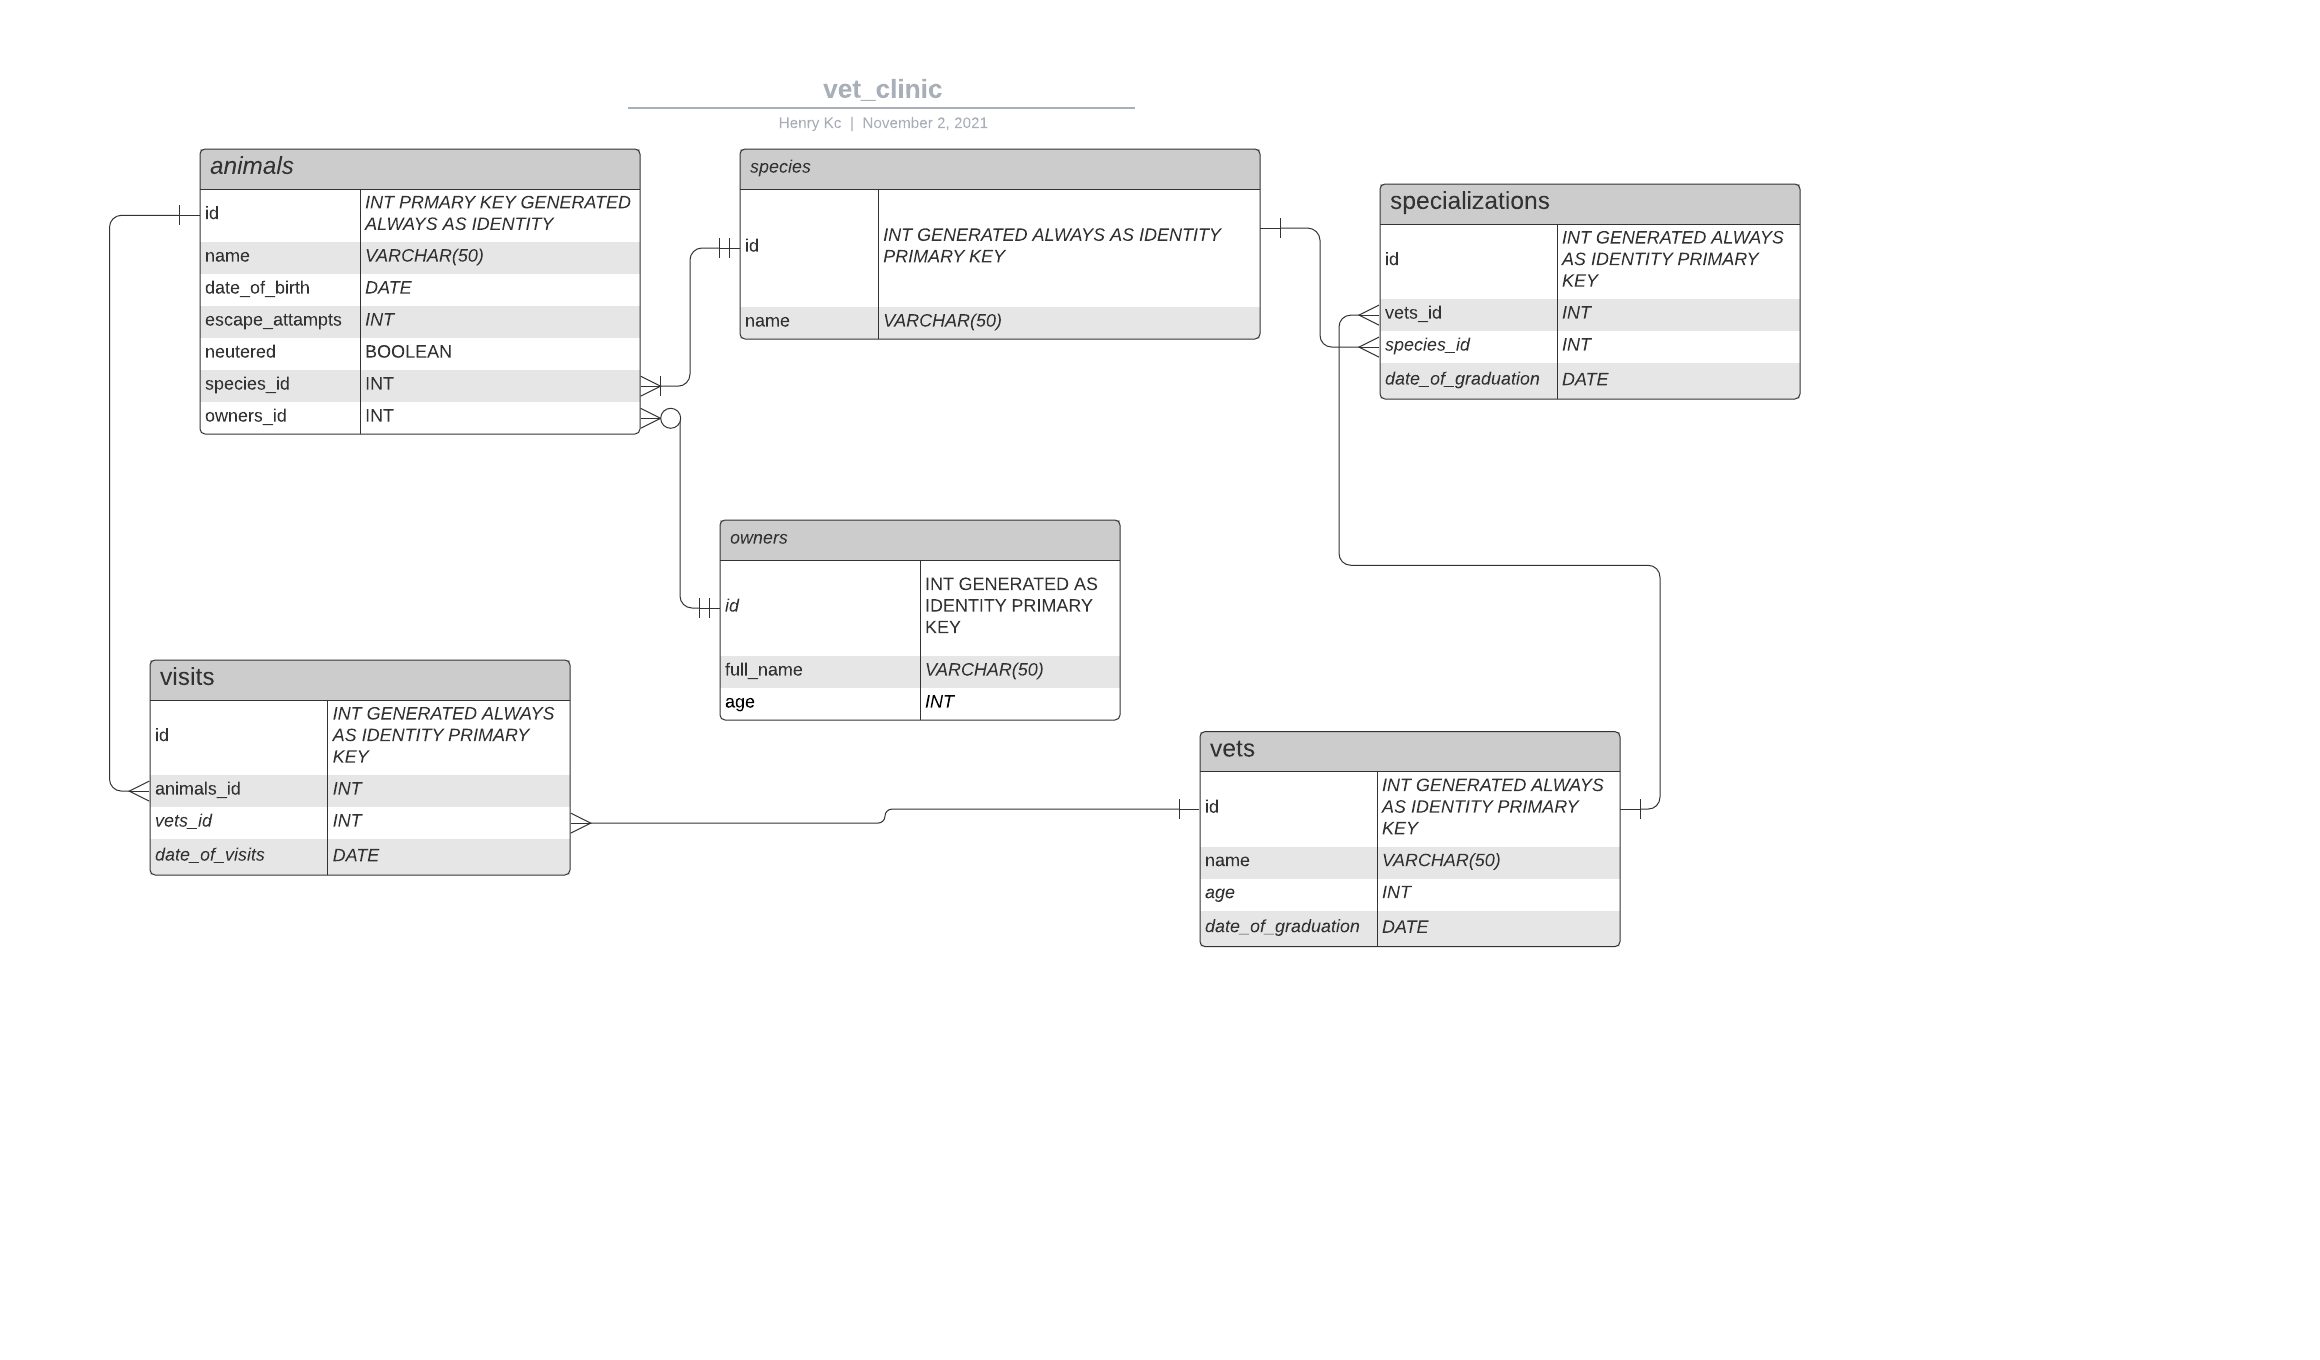 vet_clinic
Henry Kc | November 2, 2021
animals
id
INT PRMARY KEY GENERATED
ALWAYS AS IDENTITY
name
VARCHAR(50)
date_of_birth
DATE
escape_attampts
INT
neutered
BOOLEAN
species_id
INT
owners_id
INT
species
id
INT GENERATED ALWAYS AS IDENTITY
PRIMARY KEY
name
VARCHAR(50)
specializations
id
INT GENERATED ALWAYS
AS IDENTITY PRIMARY
KEY
vets_id
INT
species_id
INT
date_of_graduation
DATE
owners
id
INT GENERATED AS
IDENTITY PRIMARY
KEY
full_name
VARCHAR(50)
age
INT
visits
id
INT GENERATED ALWAYS
AS IDENTITY PRIMARY
KEY
animals_id
INT
vets_id
INT
date_of_visits
DATE
vets
id
INT GENERATED ALWAYS
AS IDENTITY PRIMARY
KEY
name
VARCHAR(50)
age
INT
date_of_graduation
DATE